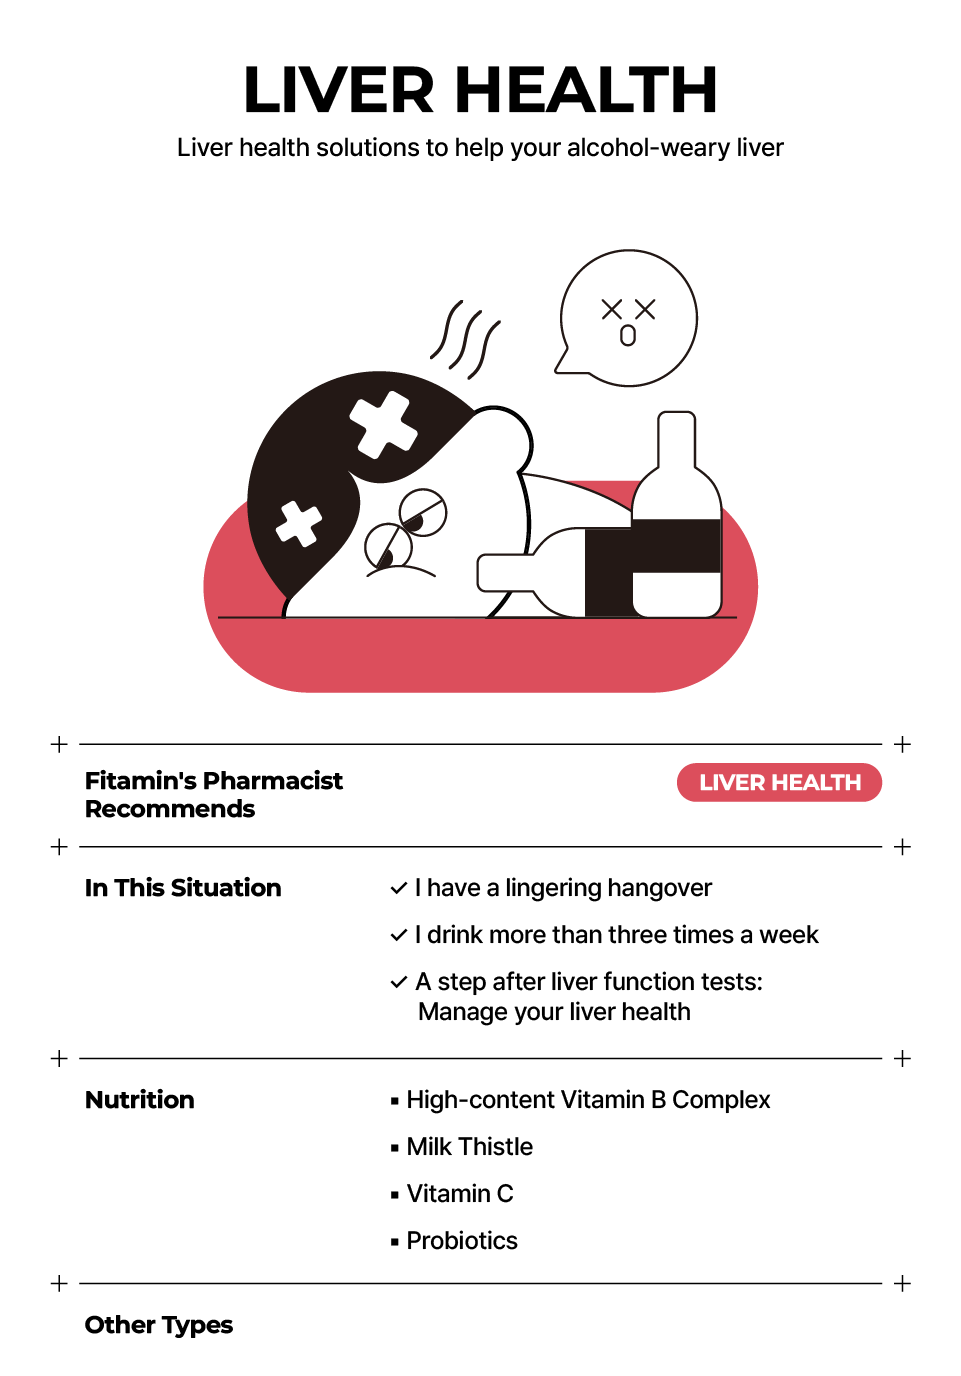 LIVER HEALTH
Liver health solutions to help your alcohol-weary liver
Fitamin's Pharmacist
Recommends
LIVER HEALTH
In This Situation
✓ I have a lingering hangover
✓ I drink more than three times a week
✓ A step after liver function tests:
Manage your liver health
Nutrition
▪ High-content Vitamin B Complex
▪ Milk Thistle
▪ Vitamin C
▪ Probiotics
Other Types